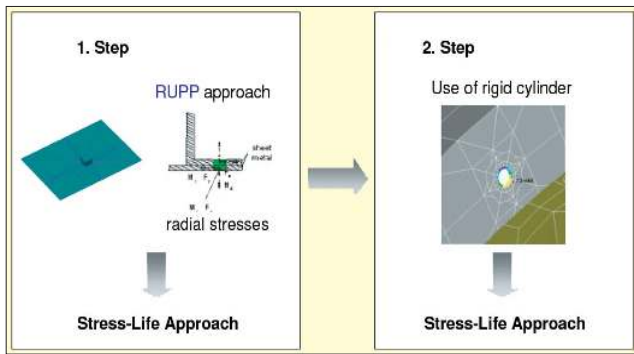 1. Step
RUPP approach
sheet
metal
radial stresses
Stress-Life Approach
2. Step
Use of rigid cylinder
Stress-Life Approach